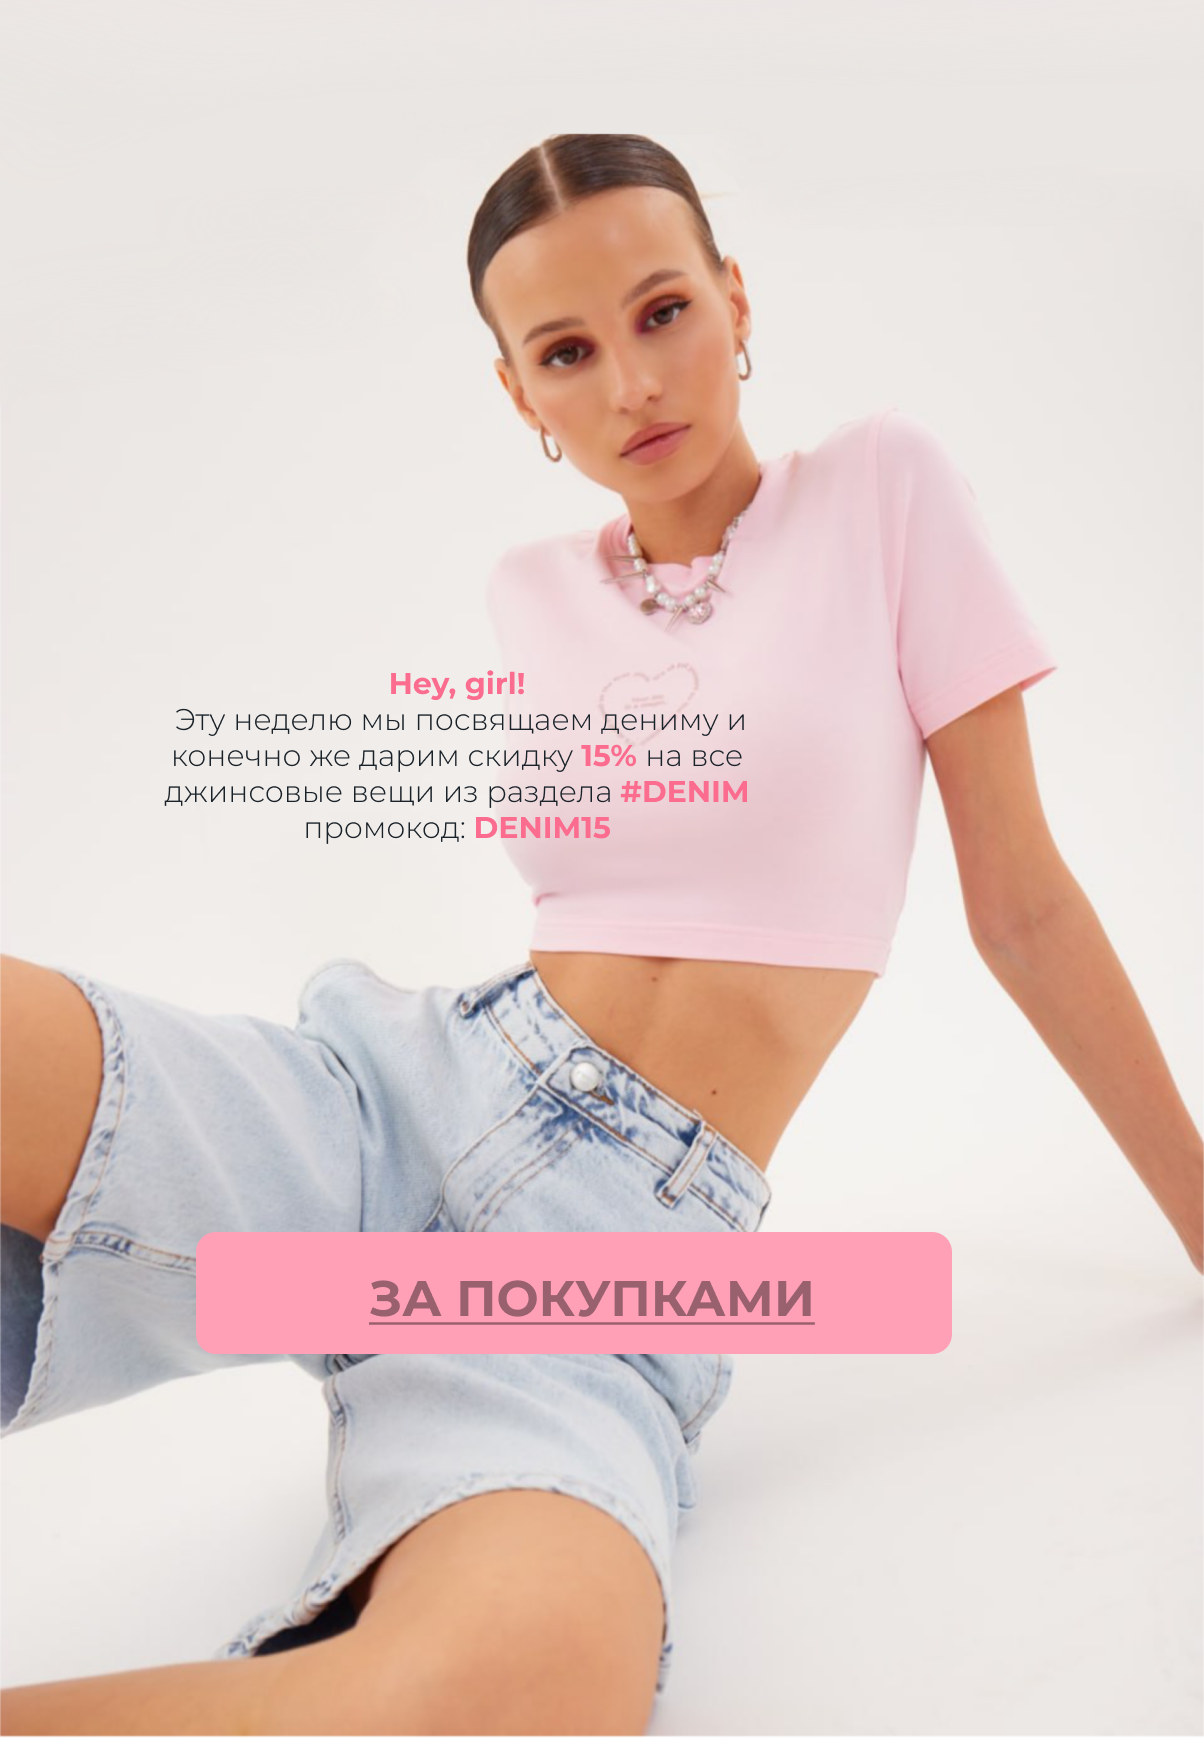 Hey, girl!
Эту неделю мы посвящаем дениму и
конечно же дарим скидку 15% на все
джинсовые вещи из раздела #DENIM
промокод: DENIM15
ЗА ПОКУПКАМИ